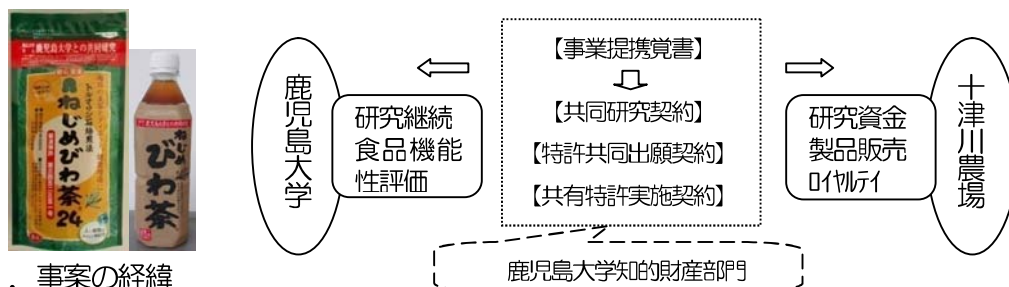 鹿児島大学との共同研究
ねじめびわ茶24
ねじめ
びわ茶
鹿児島大学
研究継続
食品機能
性評価
【事業提携覚書】
【共同研究契約】
【特許共同出願契約】
【共有特許実施契約】
研究資金
製品販売
ロイヤルテイ
十津川農場
鹿児島大学知的財産部門
．事案の経緯